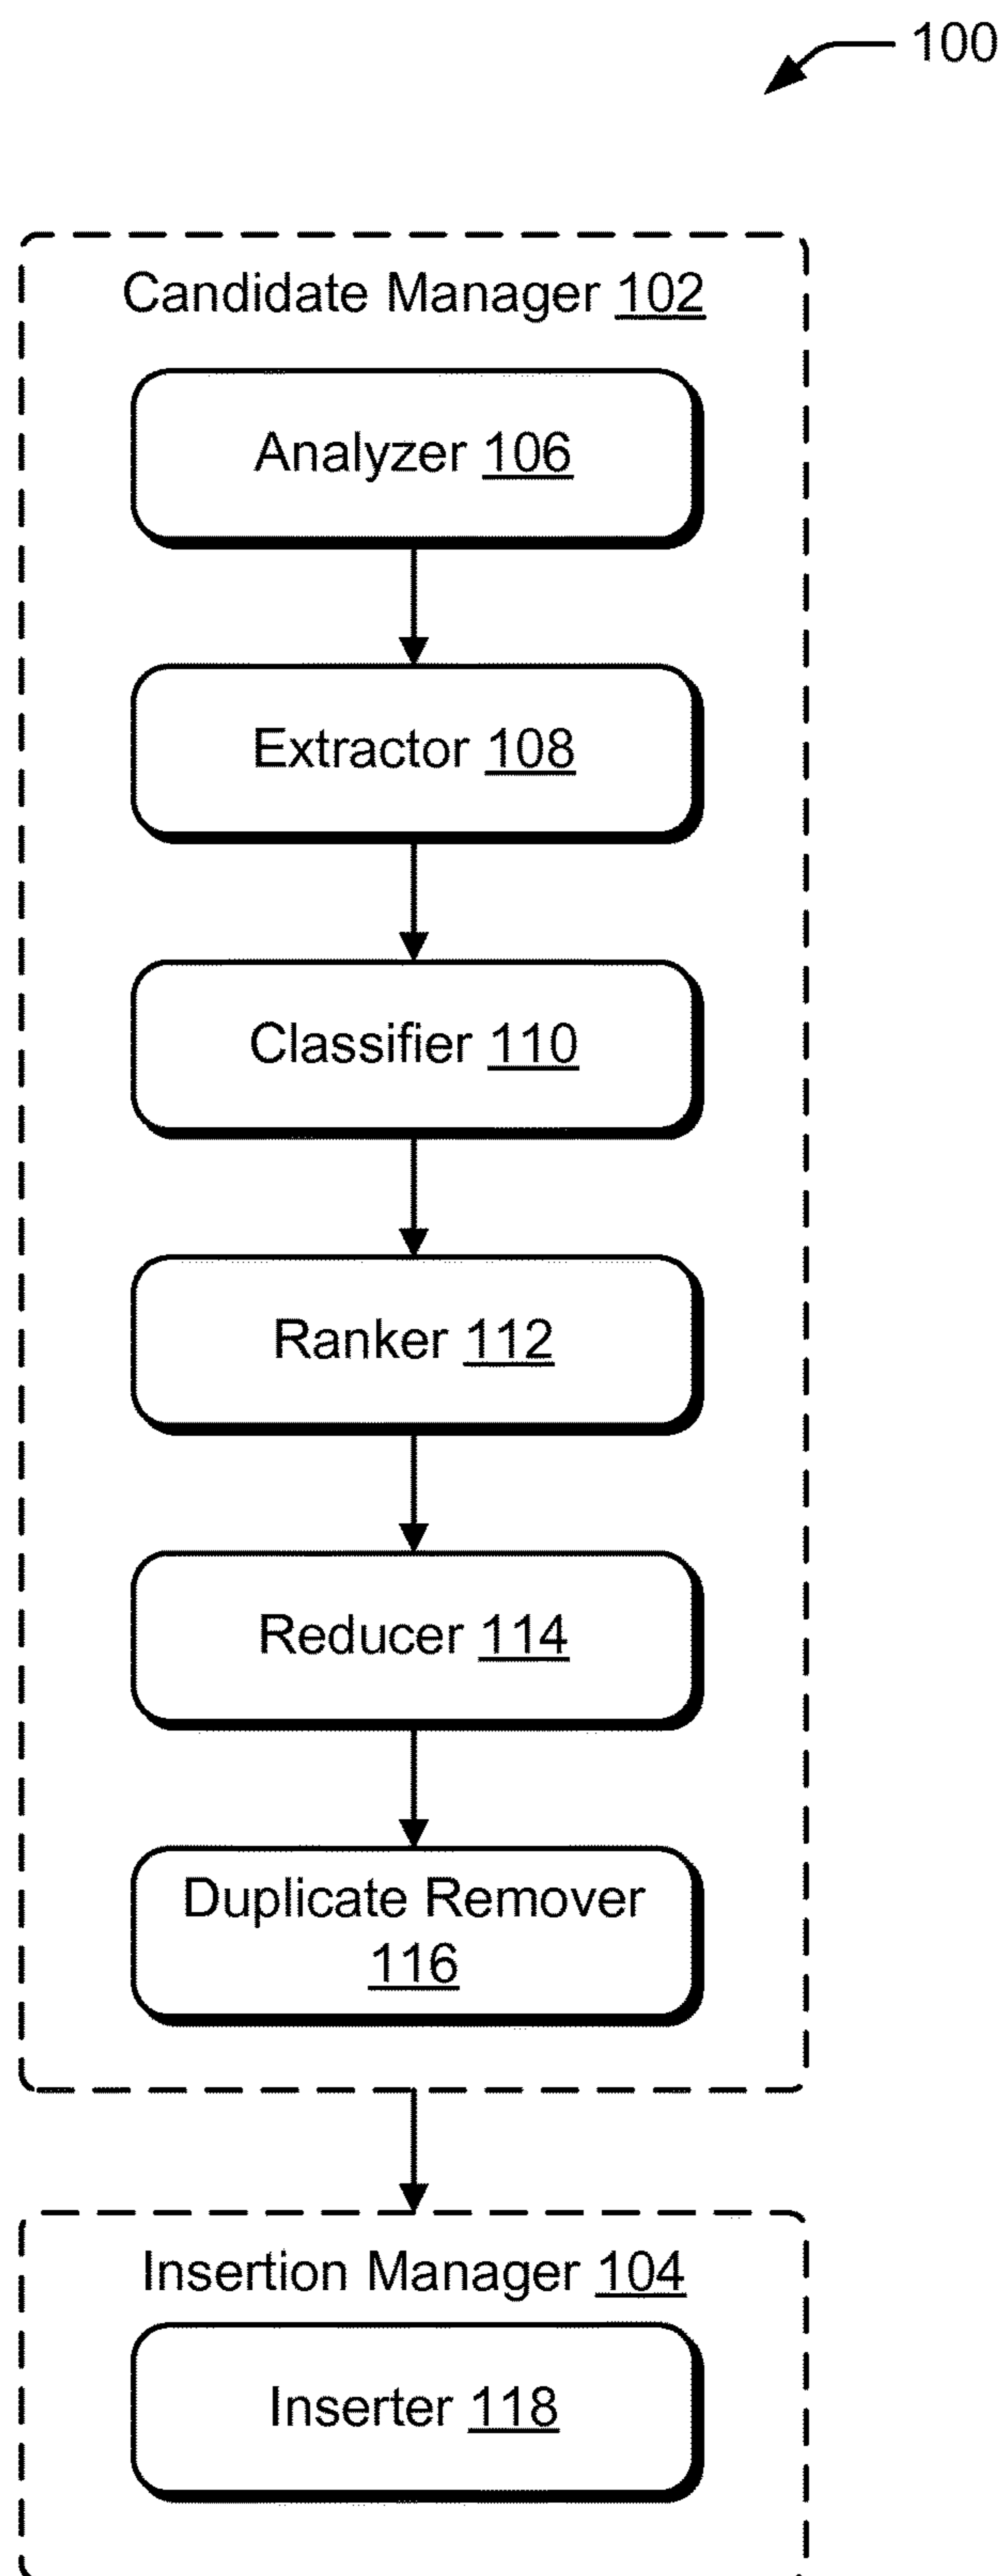 100
Candidate Manager 102
Analyzer 106
Extractor 108
Classifier 110
Ranker 112
Reducer 114
Duplicate Remover
116
Insertion Manager 104
Inserter 118